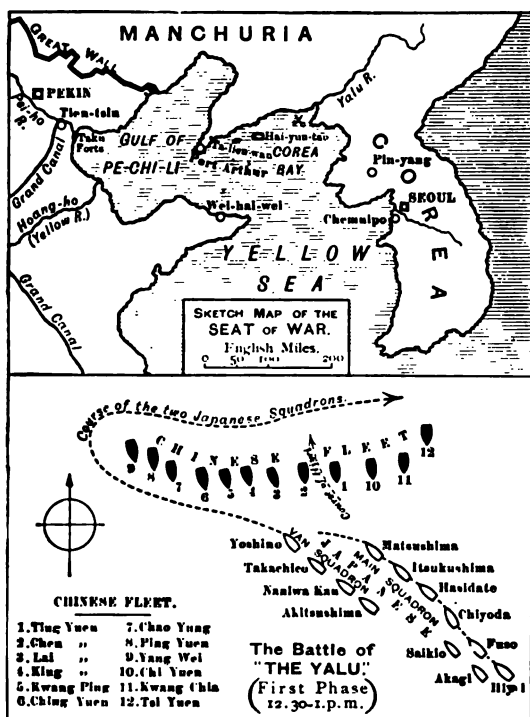 MANCHURIA
GREAT WALL
PEKIN
Pei-ho R.
Tien-tsin
Taku Forts
Grand Canal
Hoang-ho
(Yellow R.)
Grand Canal
GULF OF
PE-CHI-LI
Port Arthur
Hai-yun-tao
COREA
BAY
Yalu R.
Wei-hai-wei
Pin-yang
SEOUL
Chemulpo
COREA
YELLOW
SEA
SKETCH MAP OF THE
SEAT OF WAR.
English Miles.
0 50 100 200
Course of the two Japanese Squadrons.
CHINESE FLEET
9 8 7 6 5 4 3 2 1 10 11 12
Yoshino
Takachico
Naniwa Kan
Akitsushima
VAN
SQUADRON
JAPANESE
MAIN SQUADRON
Matsushima
Itsukushima
Hasidate
Chiyoda
Fuso
Hiyei
Saikio
Akagi
CHINESE FLEET.
1. Ting Yuen
2. Chen "
3. Lai "
4. King "
5. Kwang Ping
6. Ching Yuen
7. Chao Yung
8. Ping Yuen
9. Yang Wei
10. Chi Yuen
11. Kwang Chia
12. Tai Yuen
The Battle of
"THE YALU."
(First Phase
12.30-1.p.m.)